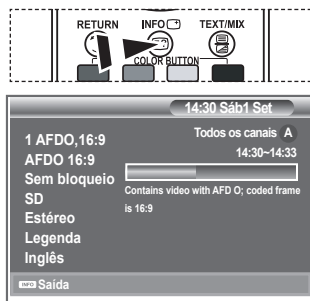 RETURN INFO TEXT/MIX
COLOR BUTTON
14:30 Sáb1 Set
Todos os canais A
14:30~14:33
1 AFDO,16:9
AFDO 16:9
Sem bloqueio
SD
Estéreo
Legenda
Inglês
Contains video with AFD O; coded frame
is 16:9
INFO Saída